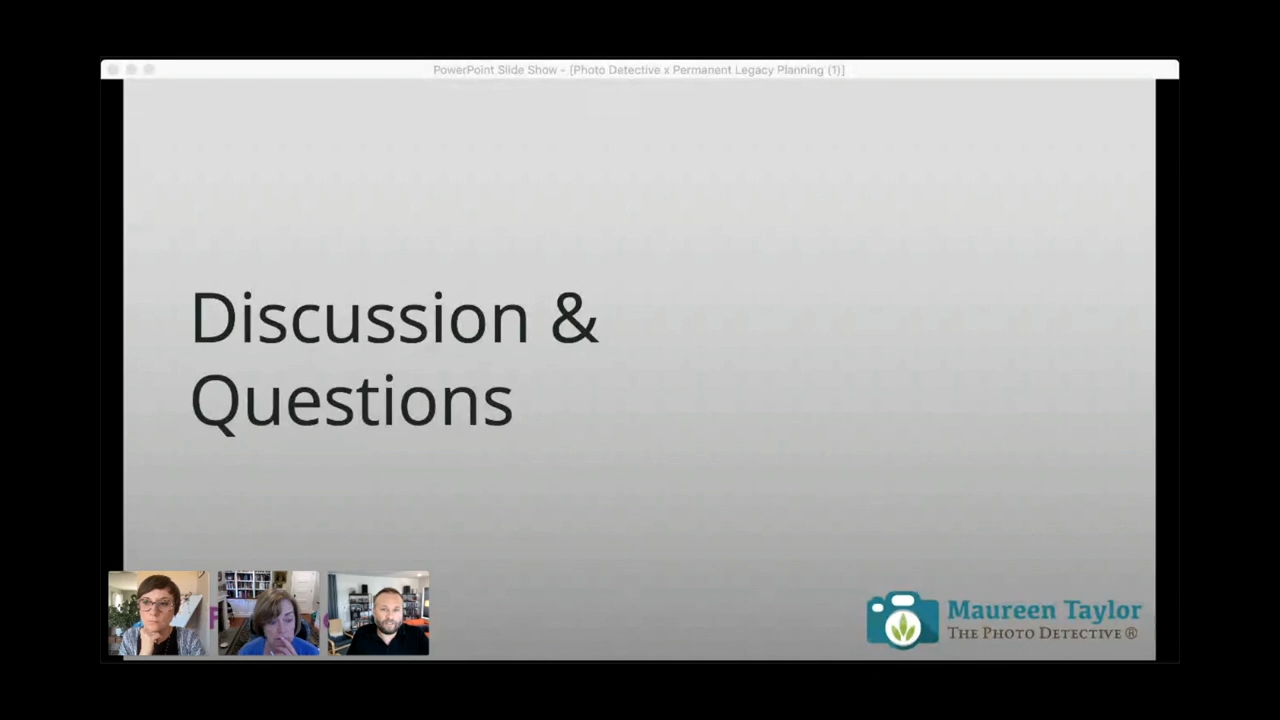 PowerPoint Slide Show - [Photo Detective x Permanent Legacy Planning (1)]
Discussion &
Questions
Maureen Taylor
THE PHOTO DETECTIVE ®